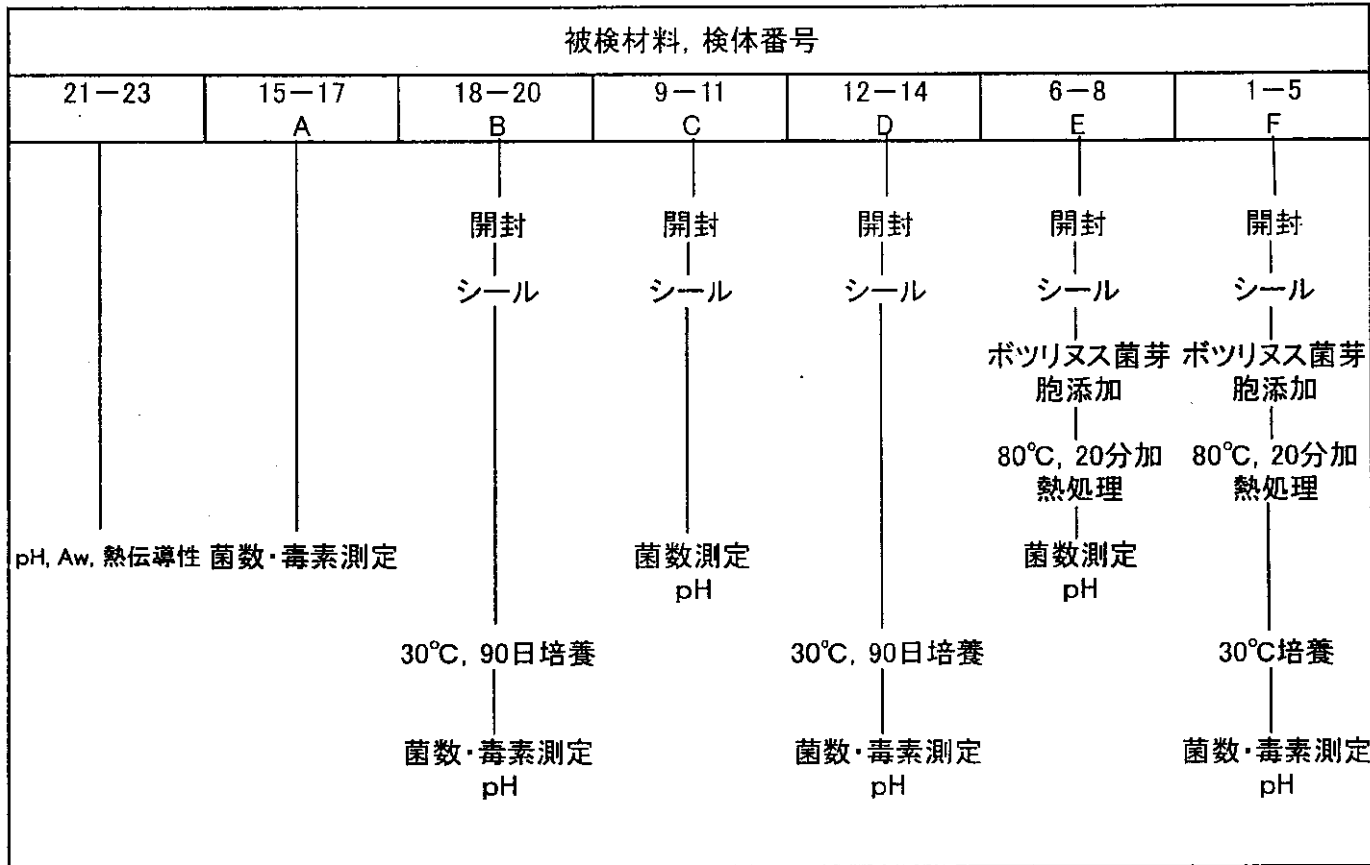 被検材料, 検体番号
21－23 15－17 18－20 9－11 12－14 6－8 1－5
A B C D E F
開封 開封 開封 開封 開封
シール シール シール シール シール
ボツリヌス菌芽 ボツリヌス菌芽
胞添加 胞添加
80℃, 20分加 80℃, 20分加
熱処理 熱処理
pH, Aw, 熱伝導性 菌数・毒素測定 菌数測定 菌数測定
pH pH
30℃, 90日培養 30℃, 90日培養 30℃培養
菌数・毒素測定 菌数・毒素測定 菌数・毒素測定
pH pH pH